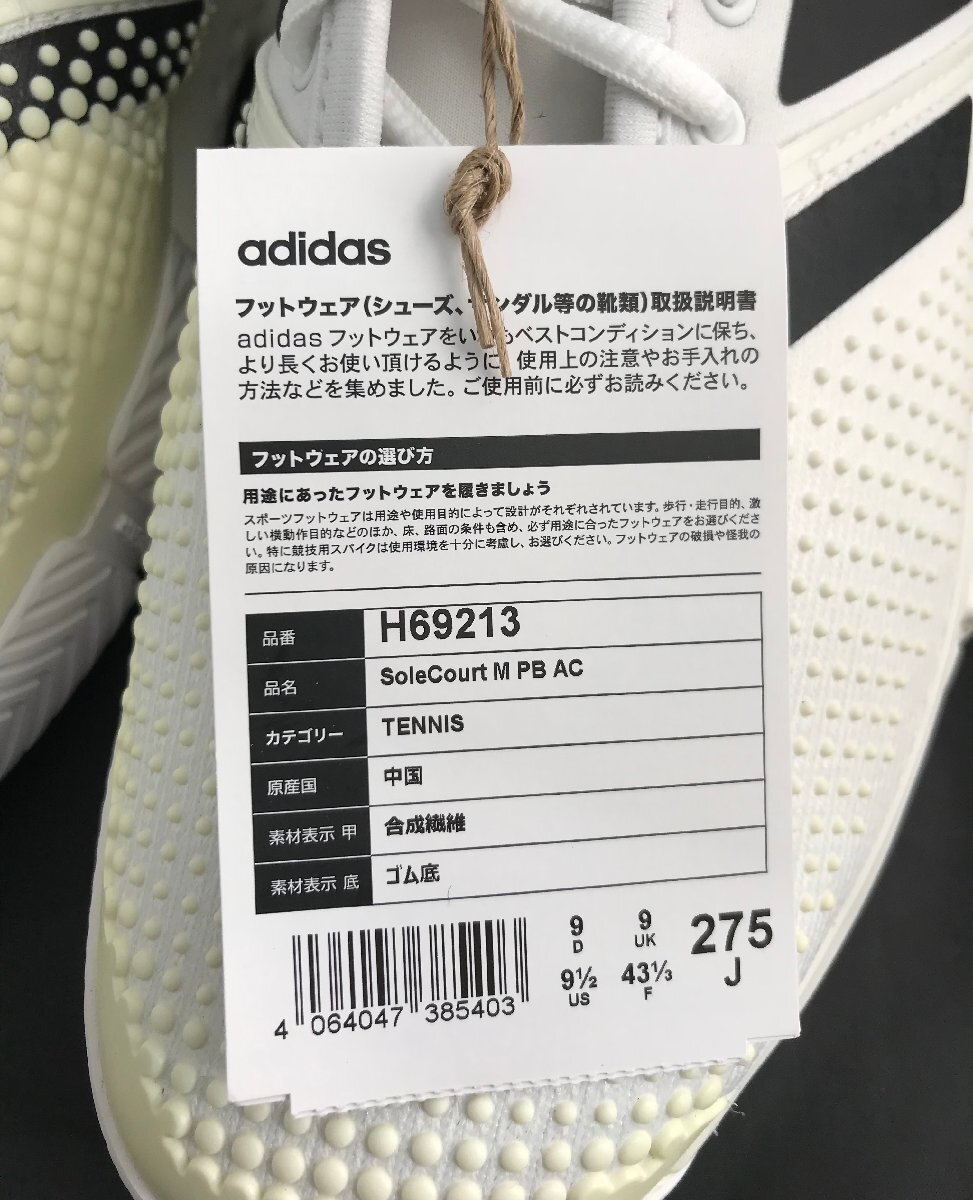 adidas
フットウェア(シューズ、サンダル等の靴類)取扱説明書
adidas フットウェアをいつもベストコンディションに保ち、
より長くお使い頂けるように、使用上の注意やお手入れの
方法などを集めました。ご使用前に必ずお読みください。
フットウェアの選び方
用途にあったフットウェアを履きましょう
スポーツフットウェアは用途や使用目的によって設計がそれぞれされています。歩行・走行目的、激
しい横動作目的などのほか、床、路面の条件も含め、必ず用途に合ったフットウェアをお選びくださ
い。特に競技用スパイクは使用環境を十分に考慮し、お選びください。フットウェアの破損や怪我の
原因になります。
品番 H69213
品名 SoleCourt M PB AC
カテゴリー TENNIS
原産国 中国
素材表示 甲 合成繊維
素材表示 底 ゴム底
9 9 275
D UK J
9½ 43⅓
US F
4 064047 385403